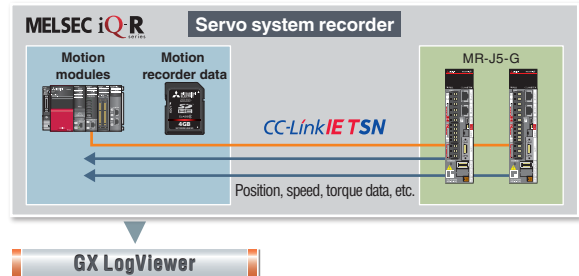 MELSEC iQ-R
series
Servo system recorder
Motion
modules
Motion
recorder data
MR-J5-G
4GB
CC-Link IE TSN
Position, speed, torque data, etc.
GX LogViewer